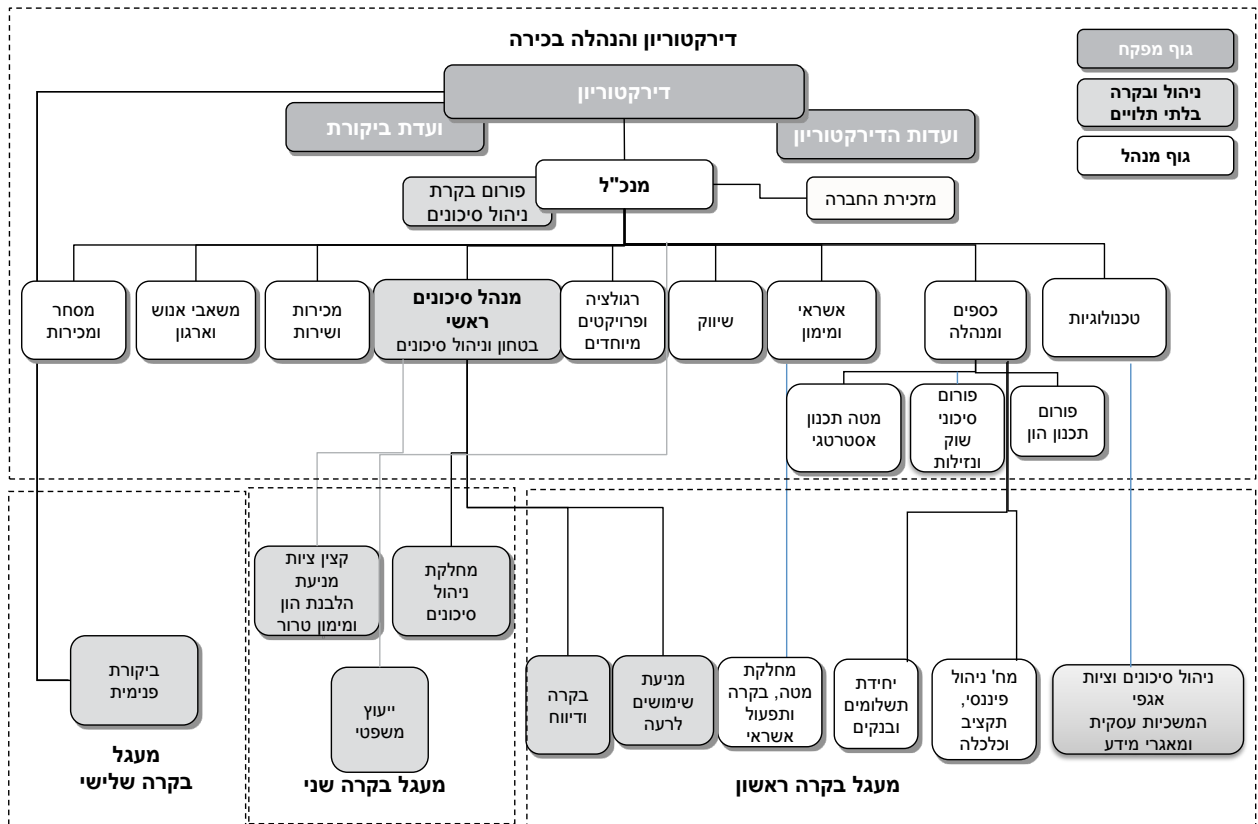 דירקטוריון והנהלה בכירה
גוף מפקח
ניהול ובקרה
בלתי תלויים
גוף מנהל
דירקטוריון
ועדות הדירקטוריון
ועדת ביקורת
מנכ"ל
פורום בקרת
ניהול סיכונים
מזכירת החברה
טכנולוגיות
כספים
ומנהלה
אשראי
ומימון
שיווק
רגולציה
ופרויקטים
מיוחדים
מנהל סיכונים
ראשי
בטחון וניהול סיכונים
מכירות
ושירות
משאבי אנוש
וארגון
מסחר
ומכירות
פורום
תכנון הון
פורום
סיכוני
שוק
ונזילות
מטה תכנון
אסטרטגי
ניהול סיכונים וציות
אגפי
המשכיות עסקית
ומאגרי מידע
מח' ניהול
פיננסי,
תקציב
וכלכלה
יחידת
תשלומים
ובנקים
מחלקת
מטה, בקרה
ותפעול
אשראי
מניעת
שימושים
לרעה
בקרה
ודיווח
מעגל בקרה ראשון
מחלקת
ניהול
סיכונים
קצין ציות
מניעת
הלבנת הון
ומימון טרור
ייעוץ
משפטי
מעגל בקרה שני
ביקורת
פנימית
מעגל
בקרה שלישי